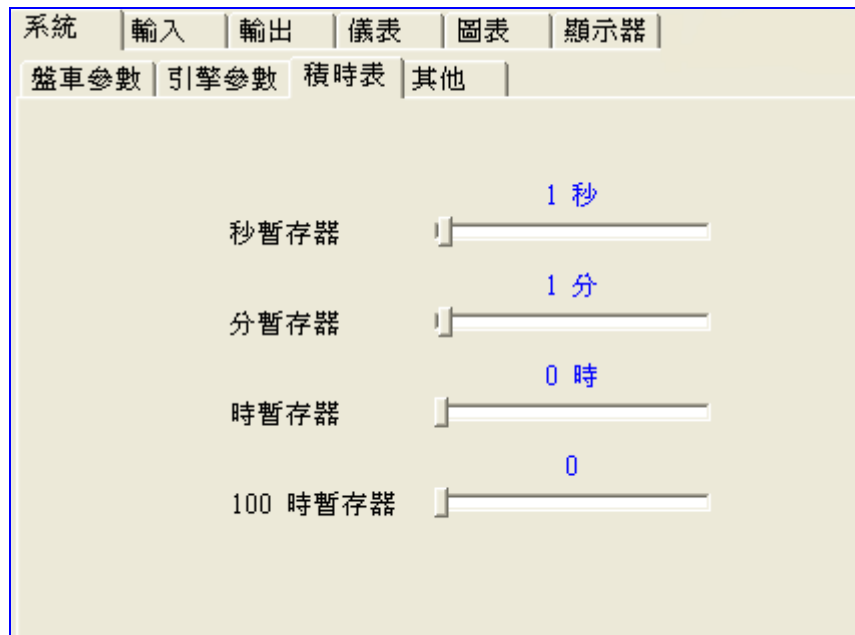 系統 輸入 輸出 儀表 圖表 顯示器
盤車參數 引擎參數 積時表 其他
1 秒
秒暫存器
1 分
分暫存器
0 時
時暫存器
0
100 時暫存器